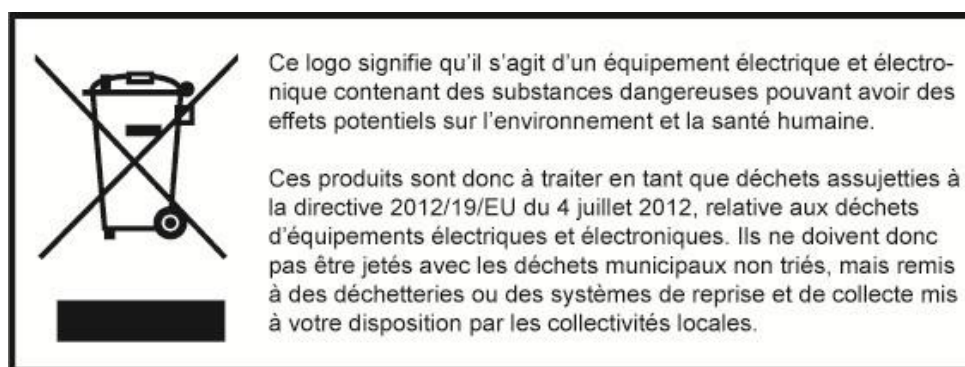 Ce logo signifie qu'il s'agit d'un équipement électrique et électro-
nique contenant des substances dangereuses pouvant avoir des
effets potentiels sur l'environnement et la santé humaine.
Ces produits sont donc à traiter en tant que déchets assujetties à
la directive 2012/19/EU du 4 juillet 2012, relative aux déchets
d'équipements électriques et électroniques. Ils ne doivent donc
pas être jetés avec les déchets municipaux non triés, mais remis
à des déchetteries ou des systèmes de reprise et de collecte mis
à votre disposition par les collectivités locales.